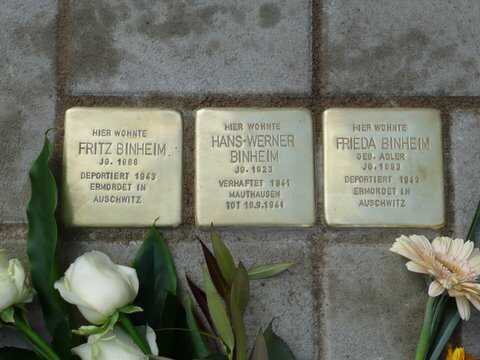 HIER WOHNTE
FRITZ BINHEIM
JG. 1886
DEPORTIERT 1943
ERMORDET IN
AUSCHWITZ
HIER WOHNTE
HANS-WERNER
BINHEIM
JG. 1923
VERHAFTET 1941
MAUTHAUSEN
TOT 19.9.1941
HIER WOHNTE
FRIEDA BINHEIM
GEB. ADLER
JG. 1893
DEPORTIERT 1943
ERMORDET IN
AUSCHWITZ